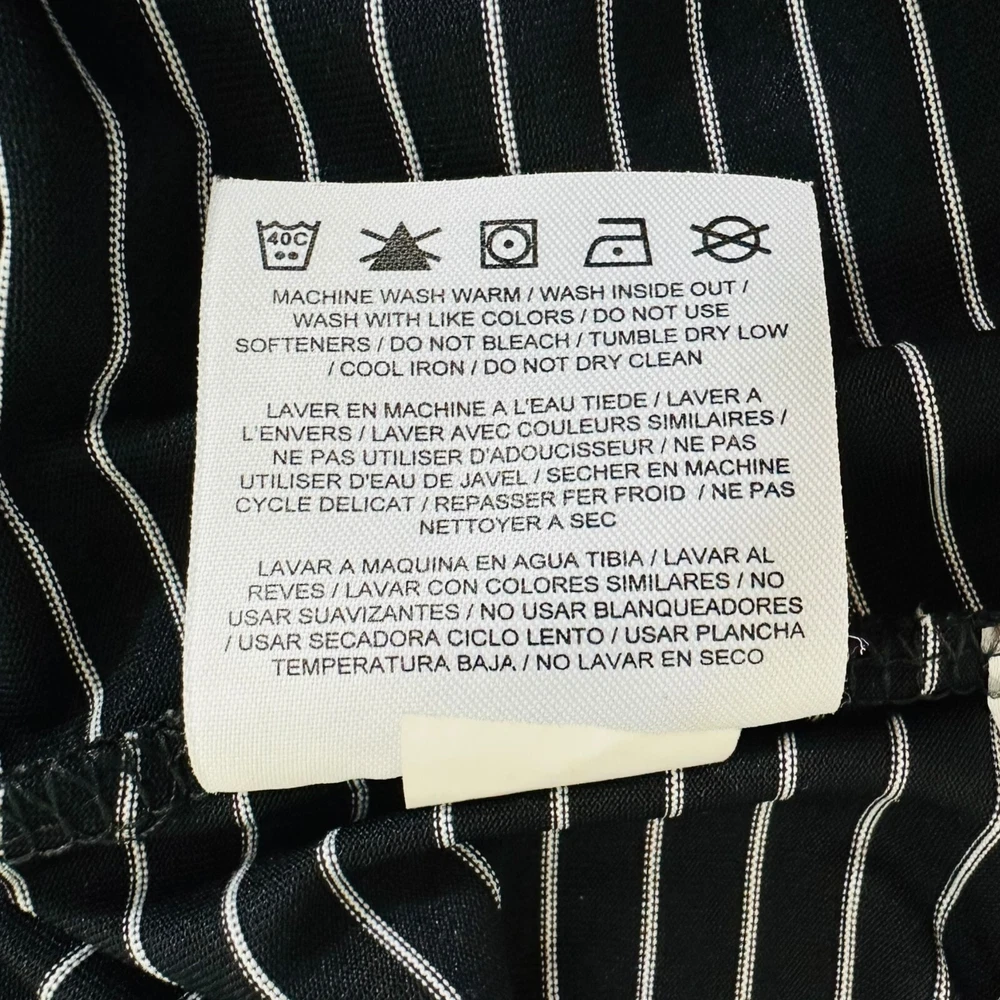 40C
MACHINE WASH WARM / WASH INSIDE OUT /
WASH WITH LIKE COLORS / DO NOT USE
SOFTENERS / DO NOT BLEACH / TUMBLE DRY LOW
/ COOL IRON / DO NOT DRY CLEAN
LAVER EN MACHINE A L'EAU TIEDE / LAVER A
L'ENVERS / LAVER AVEC COULEURS SIMILAIRES /
NE PAS UTILISER D'ADOUCISSEUR / NE PAS
UTILISER D'EAU DE JAVEL / SECHER EN MACHINE
CYCLE DELICAT / REPASSER FER FROID / NE PAS
NETTOYER A SEC
LAVAR A MAQUINA EN AGUA TIBIA / LAVAR AL
REVES / LAVAR CON COLORES SIMILARES / NO
USAR SUAVIZANTES / NO USAR BLANQUEADORES
/ USAR SECADORA CICLO LENTO / USAR PLANCHA
TEMPERATURA BAJA / NO LAVAR EN SECO